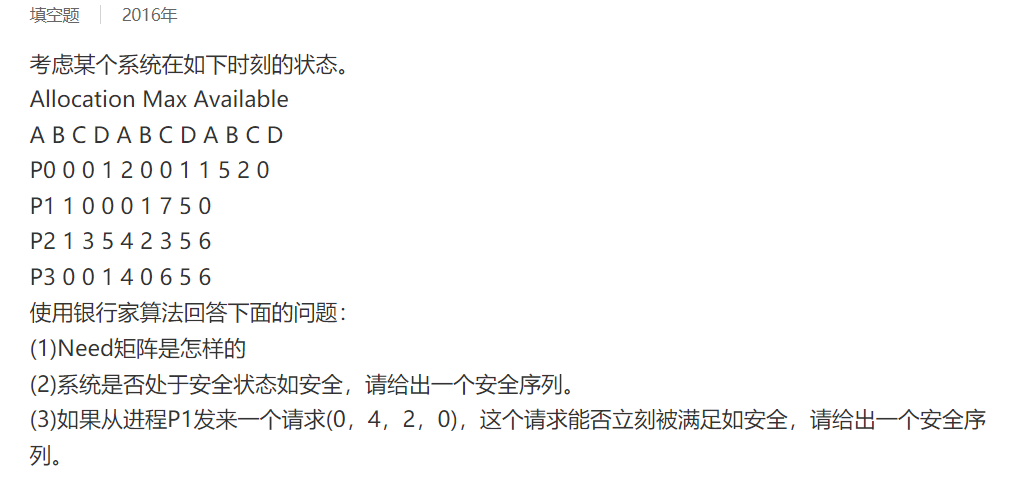 填空题 | 2016年
考虑某个系统在如下时刻的状态。
Allocation Max Available
A B C D A B C D A B C D
P0 0 0 1 2 0 0 1 1 5 2 0
P1 1 0 0 0 1 7 5 0
P2 1 3 5 4 2 3 5 6
P3 0 0 1 4 0 6 5 6
使用银行家算法回答下面的问题：
(1)Need矩阵是怎样的
(2)系统是否处于安全状态如安全，请给出一个安全序列。
(3)如果从进程P1发来一个请求(0，4，2，0)，这个请求能否立刻被满足如安全，请给出一个安全序
列。